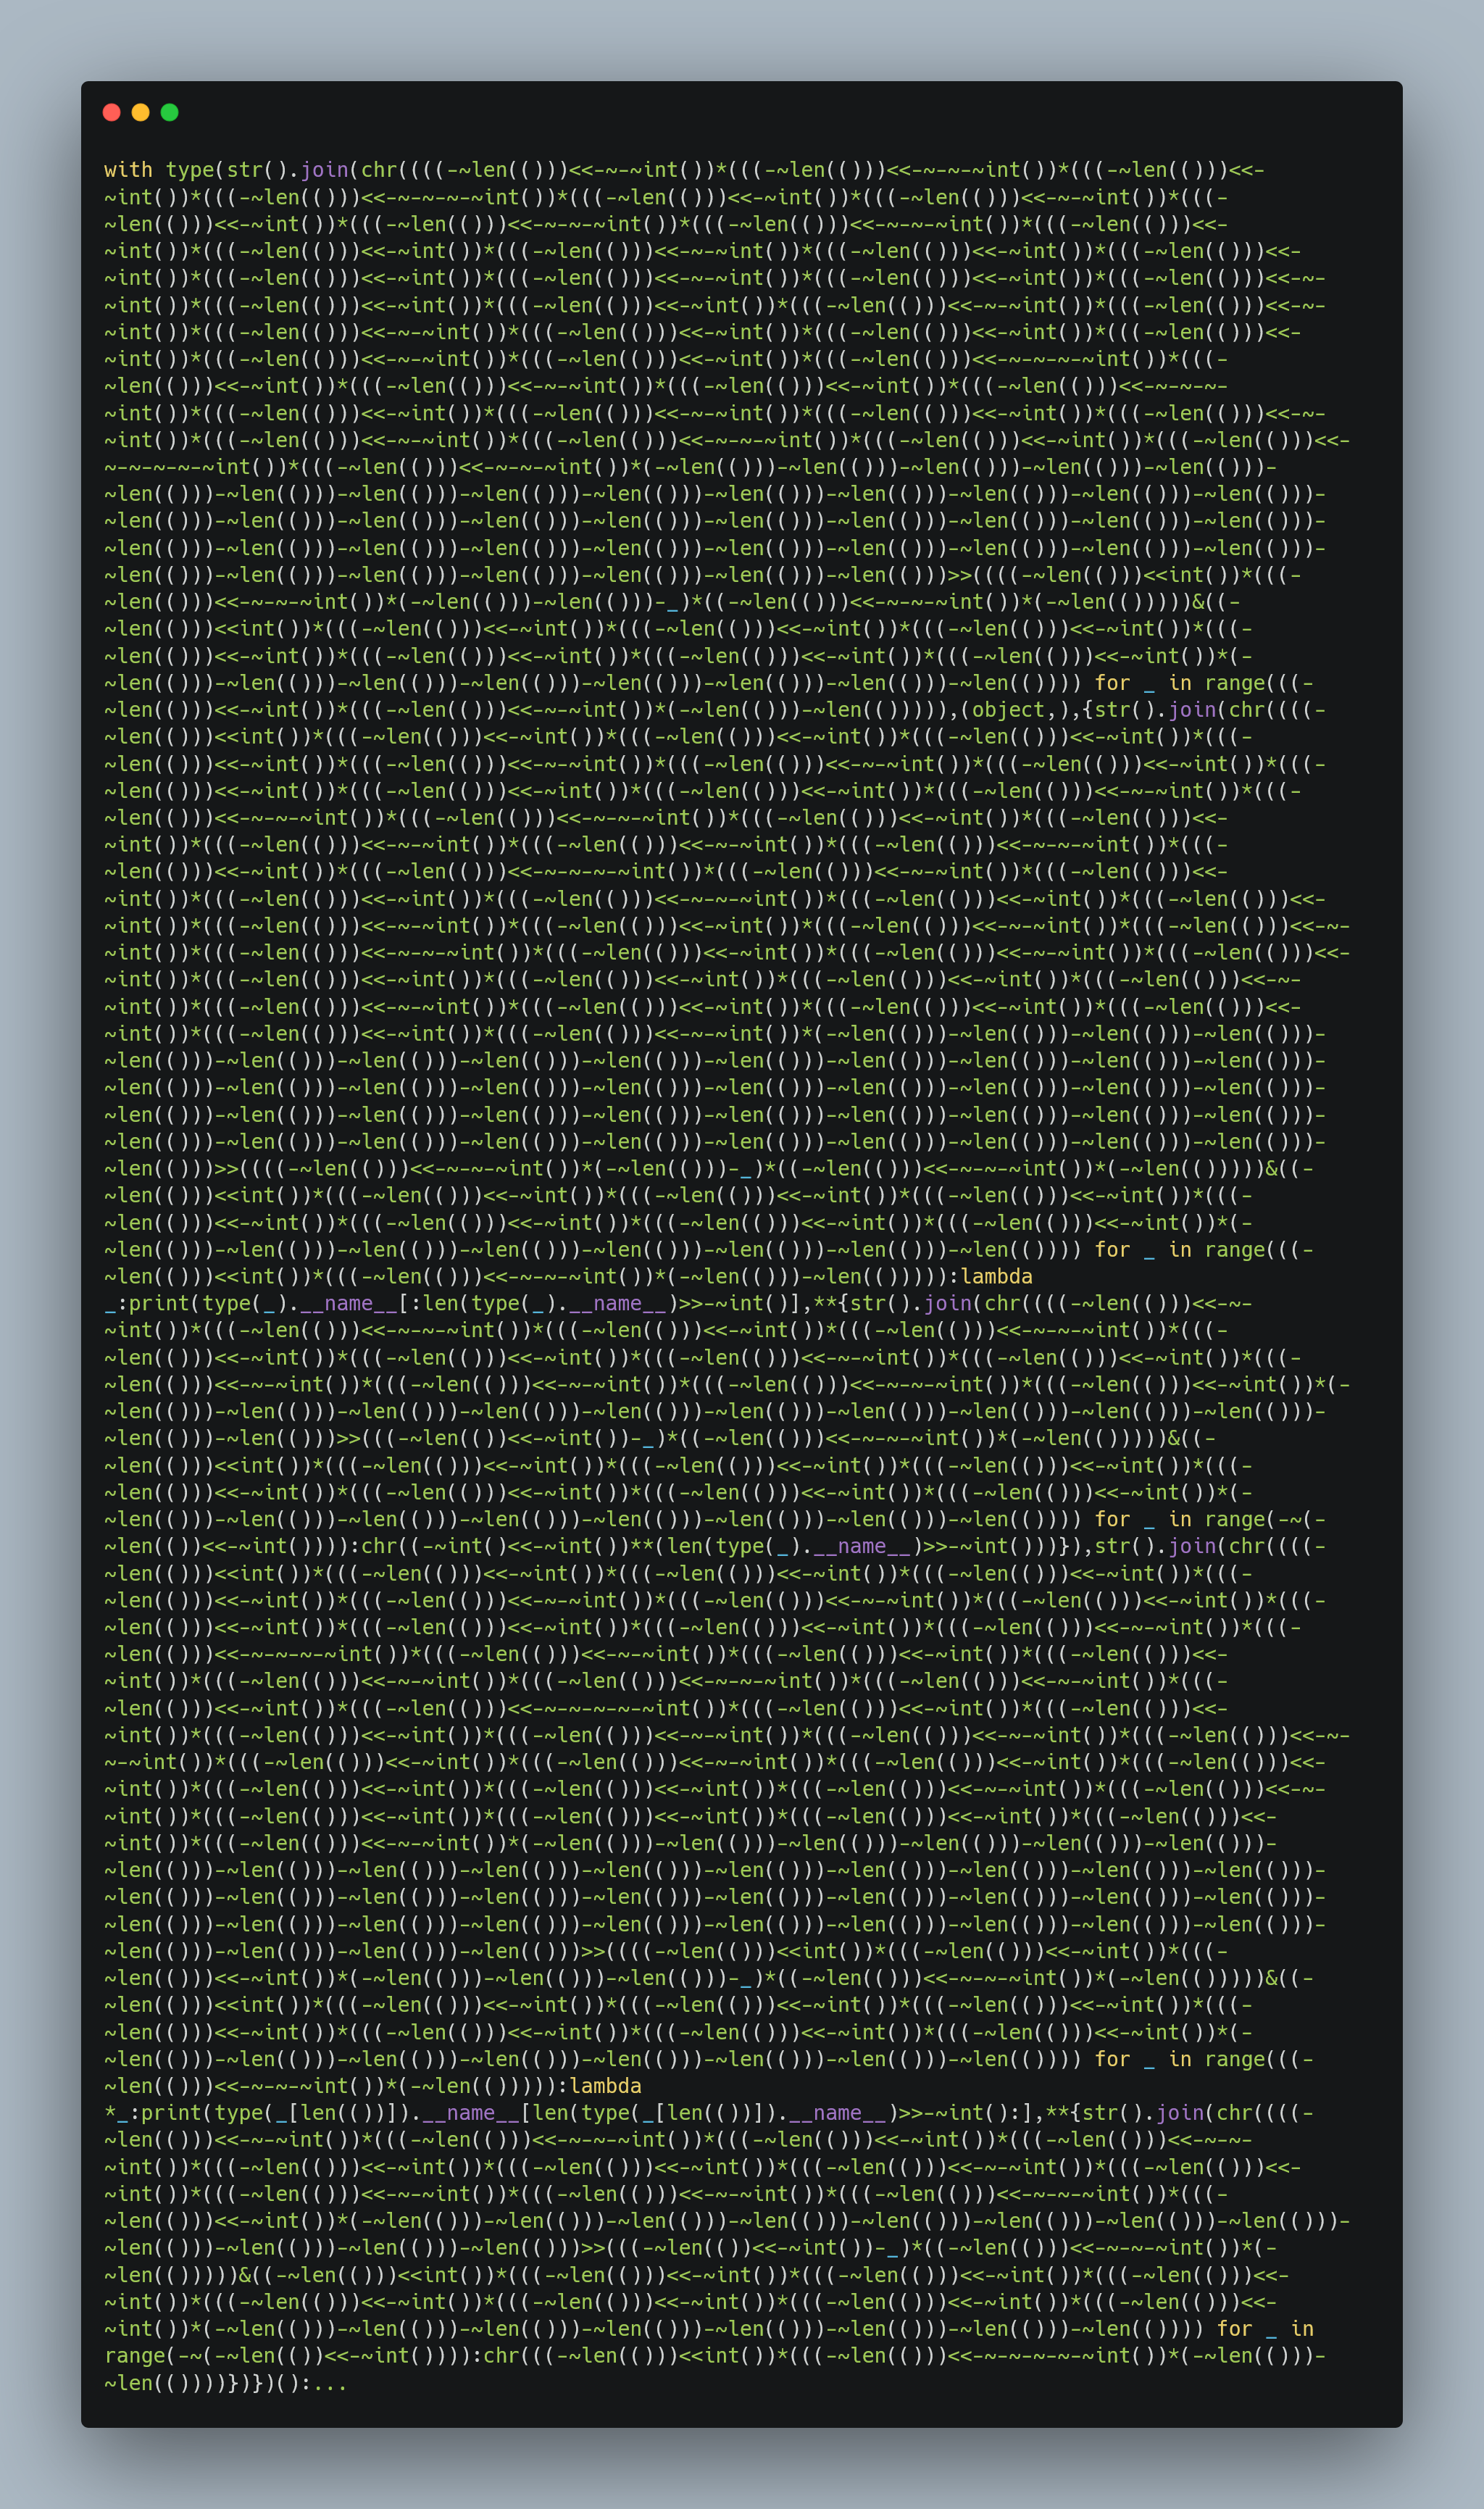 with type(str().join(chr((((-~len(()))<<-~-~int())*(((-~len(()))<<-~-~-~int())*(((-~len(()))<<-
~int())*(((-~len(()))<<-~-~-~-~int())*(((-~len(()))<<-~int())*(((-~len(()))<<-~-~int())*(((-
~len(()))<<-~int())*(((-~len(()))<<-~-~-~int())*(((-~len(()))<<-~-~-~int())*(((-~len(()))<<-
~int())*(((-~len(()))<<-~int())*(((-~len(()))<<-~-~int())*(((-~len(()))<<-~int())*(((-~len(()))<<-
~int())*(((-~len(()))<<-~int())*(((-~len(()))<<-~-~int())*(((-~len(()))<<-~int())*(((-~len(()))<<-~-
~int())*(((-~len(()))<<-~int())*(((-~len(()))<<-~int())*(((-~len(()))<<-~-~int())*(((-~len(()))<<-~-
~int())*(((-~len(()))<<-~-~int())*(((-~len(()))<<-~int())*(((-~len(()))<<-~int())*(((-~len(()))<<-
~int())*(((-~len(()))<<-~-~int())*(((-~len(()))<<-~int())*(((-~len(()))<<-~-~-~-~int())*(((-
~len(()))<<-~int())*(((-~len(()))<<-~-~int())*(((-~len(()))<<-~int())*(((-~len(()))<<-~-~-~-
~int())*(((-~len(()))<<-~int())*(((-~len(()))<<-~-~int())*(((-~len(()))<<-~int())*(((-~len(()))<<-~-
~int())*(((-~len(()))<<-~-~int())*(((-~len(()))<<-~-~-~int())*(((-~len(()))<<-~int())*(((-~len(()))<<-
~-~-~-~-~int())*(((-~len(()))<<-~-~-~int())*(-~len(()))-~len(()))-~len(()))-~len(()))-~len(()))-
~len(()))-~len(()))-~len(()))-~len(()))-~len(()))-~len(()))-~len(()))-~len(()))-~len(()))-~len(()))-
~len(()))-~len(()))-~len(()))-~len(()))-~len(()))-~len(()))-~len(()))-~len(()))-~len(()))-~len(()))-
~len(()))-~len(()))-~len(()))-~len(()))-~len(()))-~len(()))-~len(()))-~len(()))-~len(()))-~len(()))-
~len(()))-~len(()))-~len(()))-~len(()))-~len(()))-~len(()))-~len(()))>>((((-~len(()))<<int())*(((-
~len(()))<<-~-~-~int())*(-~len(()))-~len(()))-_)*((-~len(()))<<-~-~-~int())*(-~len(()))))&((-
~len(()))<<int())*(((-~len(()))<<-~int())*(((-~len(()))<<-~int())*(((-~len(()))<<-~int())*(((-
~len(()))<<-~int())*(((-~len(()))<<-~int())*(((-~len(()))<<-~int())*(((-~len(()))<<-~int())*(-
~len(()))-~len(()))-~len(()))-~len(()))-~len(()))-~len(()))-~len(()))-~len(()))) for _ in range(((-
~len(()))<<-~int())*(((-~len(()))<<-~int())*(-~len(()))-~len(())))),(object,),{str().join(chr((((-
~len(()))<<int())*(((-~len(()))<<-~int())*(((-~len(()))<<-~int())*(((-~len(()))<<-~int())*(((-
~len(()))<<-~int())*(((-~len(()))<<-~-~int())*(((-~len(()))<<-~-~int())*(((-~len(()))<<-~int())*(((-
~len(()))<<-~int())*(((-~len(()))<<-~int())*(((-~len(()))<<-~int())*(((-~len(()))<<-~-~int())*(((-
~len(()))<<-~-~-~int())*(((-~len(()))<<-~-~-~int())*(((-~len(()))<<-~int())*(((-~len(()))<<-
~int())*(((-~len(()))<<-~-~int())*(((-~len(()))<<-~-~int())*(((-~len(()))<<-~-~-~int())*(((-
~len(()))<<-~int())*(((-~len(()))<<-~-~-~-~int())*(((-~len(()))<<-~-~int())*(((-~len(()))<<-
~int())*(((-~len(()))<<-~int())*(((-~len(()))<<-~-~-~int())*(((-~len(()))<<-~int())*(((-~len(()))<<-
~int())*(((-~len(()))<<-~-~int())*(((-~len(()))<<-~int())*(((-~len(()))<<-~-~int())*(((-~len(()))<<-~-
~int())*(((-~len(()))<<-~-~-~int())*(((-~len(()))<<-~int())*(((-~len(()))<<-~-~int())*(((-~len(()))<<-
~int())*(((-~len(()))<<-~int())*(((-~len(()))<<-~int())*(((-~len(()))<<-~int())*(((-~len(()))<<-~-
~int())*(((-~len(()))<<-~-~int())*(((-~len(()))<<-~int())*(((-~len(()))<<-~int())*(((-~len(()))<<-
~int())*(((-~len(()))<<-~int())*(((-~len(()))<<-~-~int())*(-~len(()))-~len(()))-~len(()))-~len(()))-
~len(()))-~len(()))-~len(()))-~len(()))-~len(()))-~len(()))-~len(()))-~len(()))-~len(()))-~len(()))-
~len(()))-~len(()))-~len(()))-~len(()))-~len(()))-~len(()))-~len(()))-~len(()))-~len(()))-~len(()))-
~len(()))-~len(()))-~len(()))-~len(()))-~len(()))-~len(()))-~len(()))-~len(()))-~len(()))-~len(()))-
~len(()))-~len(()))-~len(()))-~len(()))-~len(()))-~len(()))-~len(()))-~len(()))-~len(()))-~len(()))-
~len(()))>>((((-~len(()))<<-~-~-~int())*(-~len(()))-_)*((-~len(()))<<-~-~-~int())*(-~len(()))))&((-
~len(()))<<int())*(((-~len(()))<<-~int())*(((-~len(()))<<-~int())*(((-~len(()))<<-~int())*(((-
~len(()))<<-~int())*(((-~len(()))<<-~int())*(((-~len(()))<<-~int())*(((-~len(()))<<-~int())*(-
~len(()))-~len(()))-~len(()))-~len(()))-~len(()))-~len(()))-~len(()))-~len(()))) for _ in range(((-
~len(()))<<int())*(((-~len(()))<<-~-~-~int())*(-~len(()))-~len(())))):lambda
_:print(type(_).__name__[:len(type(_).__name__)>>-~int()],**{str().join(chr((((-~len(()))<<-~-
~int())*(((-~len(()))<<-~-~-~int())*(((-~len(()))<<-~int())*(((-~len(()))<<-~-~-~int())*(((-
~len(()))<<-~int())*(((-~len(()))<<-~int())*(((-~len(()))<<-~-~int())*(((-~len(()))<<-~int())*(((-
~len(()))<<-~-~int())*(((-~len(()))<<-~-~int())*(((-~len(()))<<-~-~-~int())*(((-~len(()))<<-~int())*(-
~len(()))-~len(()))-~len(()))-~len(()))-~len(()))-~len(()))-~len(()))-~len(()))-~len(()))-~len(()))-
~len(()))-~len(()))>>(((-~len(())<<-~int())-_)*((-~len(()))<<-~-~-~int())*(-~len(()))))&((-
~len(()))<<int())*(((-~len(()))<<-~int())*(((-~len(()))<<-~int())*(((-~len(()))<<-~int())*(((-
~len(()))<<-~int())*(((-~len(()))<<-~int())*(((-~len(()))<<-~int())*(((-~len(()))<<-~int())*(-
~len(()))-~len(()))-~len(()))-~len(()))-~len(()))-~len(()))-~len(()))-~len(()))) for _ in range(-~(-
~len(())<<-~int()))):chr((-~int()<<-~int())**(len(type(_).__name__)>>-~int()))}),str().join(chr((((-
~len(()))<<int())*(((-~len(()))<<-~int())*(((-~len(()))<<-~int())*(((-~len(()))<<-~int())*(((-
~len(()))<<-~int())*(((-~len(()))<<-~-~int())*(((-~len(()))<<-~-~int())*(((-~len(()))<<-~int())*(((-
~len(()))<<-~int())*(((-~len(()))<<-~int())*(((-~len(()))<<-~int())*(((-~len(()))<<-~-~int())*(((-
~len(()))<<-~-~-~-~int())*(((-~len(()))<<-~-~int())*(((-~len(()))<<-~int())*(((-~len(()))<<-
~int())*(((-~len(()))<<-~-~int())*(((-~len(()))<<-~-~-~int())*(((-~len(()))<<-~-~int())*(((-
~len(()))<<-~int())*(((-~len(()))<<-~-~-~-~-~int())*(((-~len(()))<<-~int())*(((-~len(()))<<-
~int())*(((-~len(()))<<-~int())*(((-~len(()))<<-~-~int())*(((-~len(()))<<-~-~int())*(((-~len(()))<<-~-
~-~int())*(((-~len(()))<<-~int())*(((-~len(()))<<-~-~int())*(((-~len(()))<<-~int())*(((-~len(()))<<-
~int())*(((-~len(()))<<-~int())*(((-~len(()))<<-~int())*(((-~len(()))<<-~-~int())*(((-~len(()))<<-~-
~int())*(((-~len(()))<<-~int())*(((-~len(()))<<-~int())*(((-~len(()))<<-~int())*(((-~len(()))<<-
~int())*(((-~len(()))<<-~-~int())*(-~len(()))-~len(()))-~len(()))-~len(()))-~len(()))-~len(()))-
~len(()))-~len(()))-~len(()))-~len(()))-~len(()))-~len(()))-~len(()))-~len(()))-~len(()))-~len(()))-
~len(()))-~len(()))-~len(()))-~len(()))-~len(()))-~len(()))-~len(()))-~len(()))-~len(()))-~len(()))-
~len(()))-~len(()))-~len(()))-~len(()))-~len(()))-~len(()))-~len(()))-~len(()))-~len(()))-~len(()))-
~len(()))-~len(()))-~len(()))-~len(()))>>((((-~len(()))<<int())*(((-~len(()))<<-~int())*(((-
~len(()))<<-~int())*(-~len(()))-~len(()))-~len(()))-_)*((-~len(()))<<-~-~-~int())*(-~len(()))))&((-
~len(()))<<int())*(((-~len(()))<<-~int())*(((-~len(()))<<-~int())*(((-~len(()))<<-~int())*(((-
~len(()))<<-~int())*(((-~len(()))<<-~int())*(((-~len(()))<<-~int())*(((-~len(()))<<-~int())*(-
~len(()))-~len(()))-~len(()))-~len(()))-~len(()))-~len(()))-~len(()))-~len(()))) for _ in range(((-
~len(()))<<-~-~-~int())*(-~len(())))):lambda
*_:print(type(_[len(())]).__name__[len(type(_[len(())]).__name__)>>-~int():],**{str().join(chr((((-
~len(()))<<-~-~int())*(((-~len(()))<<-~-~-~int())*(((-~len(()))<<-~int())*(((-~len(()))<<-~-~-
~int())*(((-~len(()))<<-~int())*(((-~len(()))<<-~int())*(((-~len(()))<<-~-~int())*(((-~len(()))<<-
~int())*(((-~len(()))<<-~-~int())*(((-~len(()))<<-~-~int())*(((-~len(()))<<-~-~-~int())*(((-
~len(()))<<-~int())*(-~len(()))-~len(()))-~len(()))-~len(()))-~len(()))-~len(()))-~len(()))-~len(()))-
~len(()))-~len(()))-~len(()))-~len(()))>>(((-~len(())<<-~int())-_)*((-~len(()))<<-~-~-~int())*(-
~len(()))))&((-~len(()))<<int())*(((-~len(()))<<-~int())*(((-~len(()))<<-~int())*(((-~len(()))<<-
~int())*(((-~len(()))<<-~int())*(((-~len(()))<<-~int())*(((-~len(()))<<-~int())*(((-~len(()))<<-
~int())*(-~len(()))-~len(()))-~len(()))-~len(()))-~len(()))-~len(()))-~len(()))-~len(()))) for _ in
range(-~(-~len(())<<-~int()))):chr(((-~len(()))<<int())*(((-~len(()))<<-~-~-~-~-~int())*(-~len(()))-
~len(())))})})():...